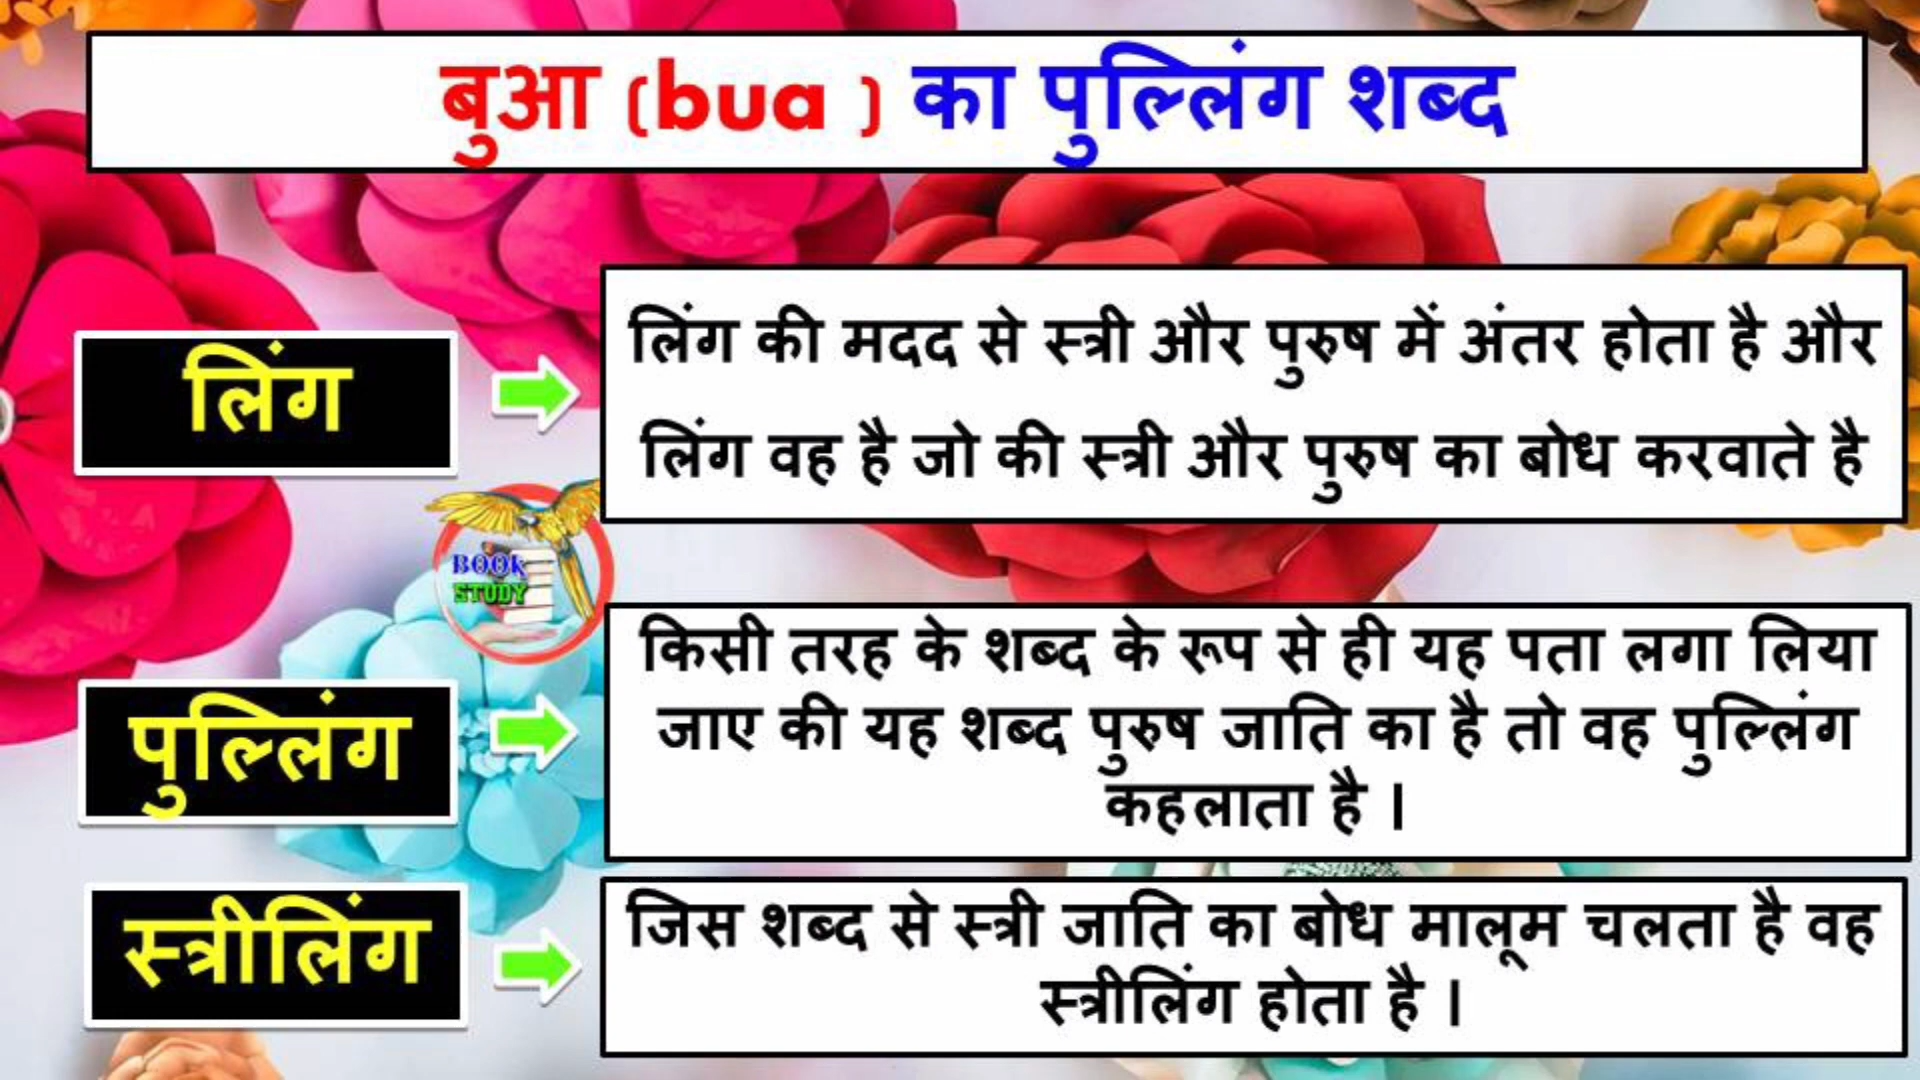 बुआ (bua ) का पुल्लिंग शब्द
लिंग
लिंग की मदद से स्त्री और पुरुष में अंतर होता है और
लिंग वह है जो की स्त्री और पुरुष का बोध करवाते है
BOOK
STUDY
पुल्लिंग
किसी तरह के शब्द के रूप से ही यह पता लगा लिया
जाए की यह शब्द पुरुष जाति का है तो वह पुल्लिंग
कहलाता है ।
स्त्रीलिंग
जिस शब्द से स्त्री जाति का बोध मालूम चलता है वह
स्त्रीलिंग होता है ।